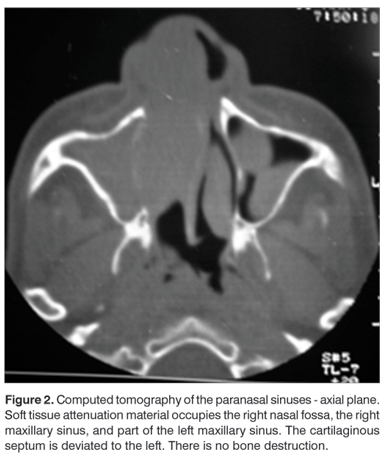 7:50:18
S#5
TL-7
+20
Figure 2. Computed tomography of the paranasal sinuses - axial plane.
Soft tissue attenuation material occupies the right nasal fossa, the right
maxillary sinus, and part of the left maxillary sinus. The cartilaginous
septum is deviated to the left. There is no bone destruction.